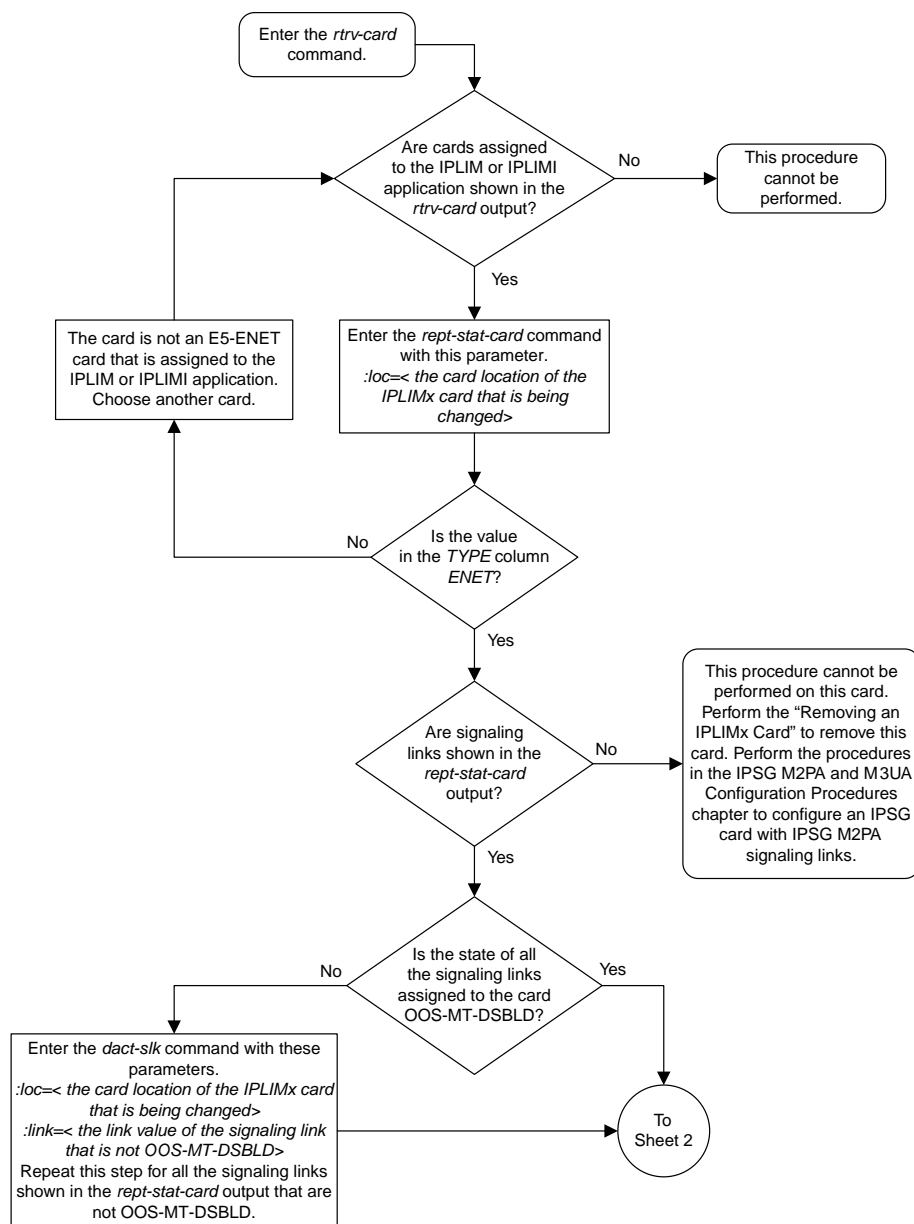 Enter the rtrv-card
command.
Are cards assigned
to the IPLIM or IPLIMI
application shown in the
rtrv-card output?
No
This procedure
cannot be
performed.
Yes
The card is not an E5-ENET
card that is assigned to the
IPLIM or IPLIMI application.
Choose another card.
Enter the rept-stat-card command
with this parameter.
:loc=< the card location of the
IPLIMx card that is being
changed>
No
Is the value
in the TYPE column
ENET?
Yes
Are signaling
links shown in the
rept-stat-card
output?
No
This procedure cannot be
performed on this card.
Perform the “Removing an
IPLIMx Card” to remove this
card. Perform the procedures
in the IPSG M2PA and M3UA
Configuration Procedures
chapter to configure an IPSG
card with IPSG M2PA
signaling links.
Yes
No
Is the state of all
the signaling links
assigned to the card
OOS-MT-DSBLD?
Yes
Enter the dact-slk command with these
parameters.
:loc=< the card location of the IPLIMx card
that is being changed>
:link=< the link value of the signaling link
that is not OOS-MT-DSBLD>
Repeat this step for all the signaling links
shown in the rept-stat-card output that are
not OOS-MT-DSBLD.
To
Sheet 2